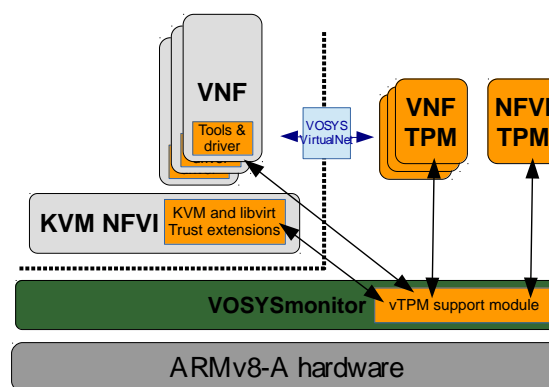 VNF
Tools &
driver
VOSYS
VirtualNet
VNF
TPM
NFVI
TPM
KVM NFVI
KVM and libvirt
Trust extensions
VOSYSmonitor
vTPM support module
ARMv8-A hardware